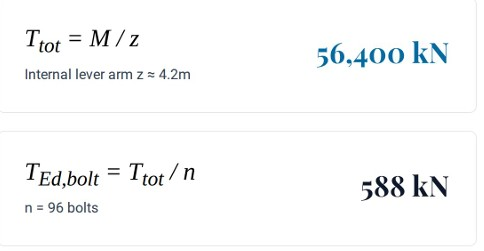 T_tot = M / z
56,400 kN
Internal lever arm z ≈ 4.2m
T_Ed,bolt = T_tot / n
588 kN
n = 96 bolts